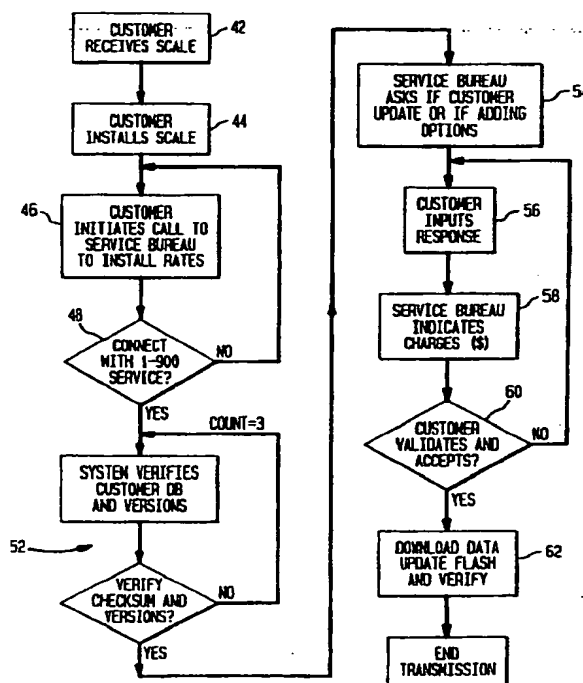 CUSTOMER
RECEIVES SCALE
42
CUSTOMER
INSTALLS SCALE
44
46
CUSTOMER
INITIATES CALL TO
SERVICE BUREAU
TO INSTALL RATES
48
CONNECT
WITH 1-900
SERVICE?
NO
YES
COUNT=3
SYSTEM VERIFIES
CUSTOMER DB
AND VERSIONS
52
VERIFY
CHECKSUM AND
VERSIONS?
NO
YES
SERVICE BUREAU
ASKS IF CUSTOMER
UPDATE OR IF ADDING
OPTIONS
CUSTOMER
INPUTS
RESPONSE
56
SERVICE BUREAU
INDICATES
CHARGES ($)
58
60
CUSTOMER
VALIDATES AND
ACCEPTS?
NO
YES
DOWNLOAD DATA
UPDATE FLASH
AND VERIFY
62
END
TRANSMISSION